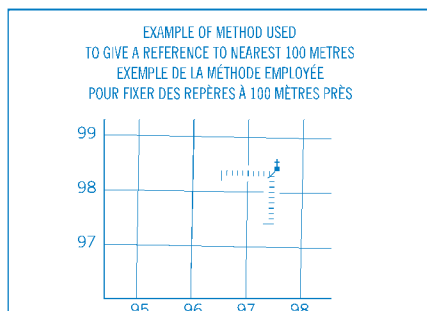 EXAMPLE OF METHOD USED
TO GIVE A REFERENCE TO NEAREST 100 METRES
EXEMPLE DE LA MÉTHODE EMPLOYÉE
POUR FIXER DES REPÈRES À 100 MÈTRES PRÈS
99
98
97
95 96 97 98